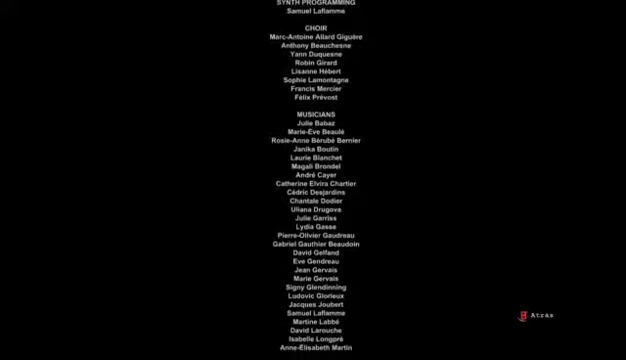 SYNTH PROGRAMMING
Samuel Laflamme
CHOIR
Marc-Antoine Allard Giguère
Anthony Beauchesne
Yann Duquesne
Robin Girard
Lisanne Hébert
Sophie Lamontagne
Francis Mercier
Félix Prévost
MUSICIANS
Julie Babaz
Marie-Ève Beaulé
Rosie-Anne Bérubé Bernier
Janika Boutin
Laurie Blanchet
Magali Brondel
André Cayer
Catherine Elvira Chartier
Cédric Desjardins
Chantale Dodier
Uliana Drugova
Julie Garriss
Lydia Gasse
Pierre-Olivier Gaudreau
Gabriel Gauthier Beaudoin
David Gelfand
Eve Gendreau
Jean Gervais
Marie Gervais
Signy Glendinning
Ludovic Glorieux
Jacques Joubert
Samuel Laflamme
Martine Labbé
David Larouche
Isabelle Longpré
Anne-Élisabeth Martin
Atras